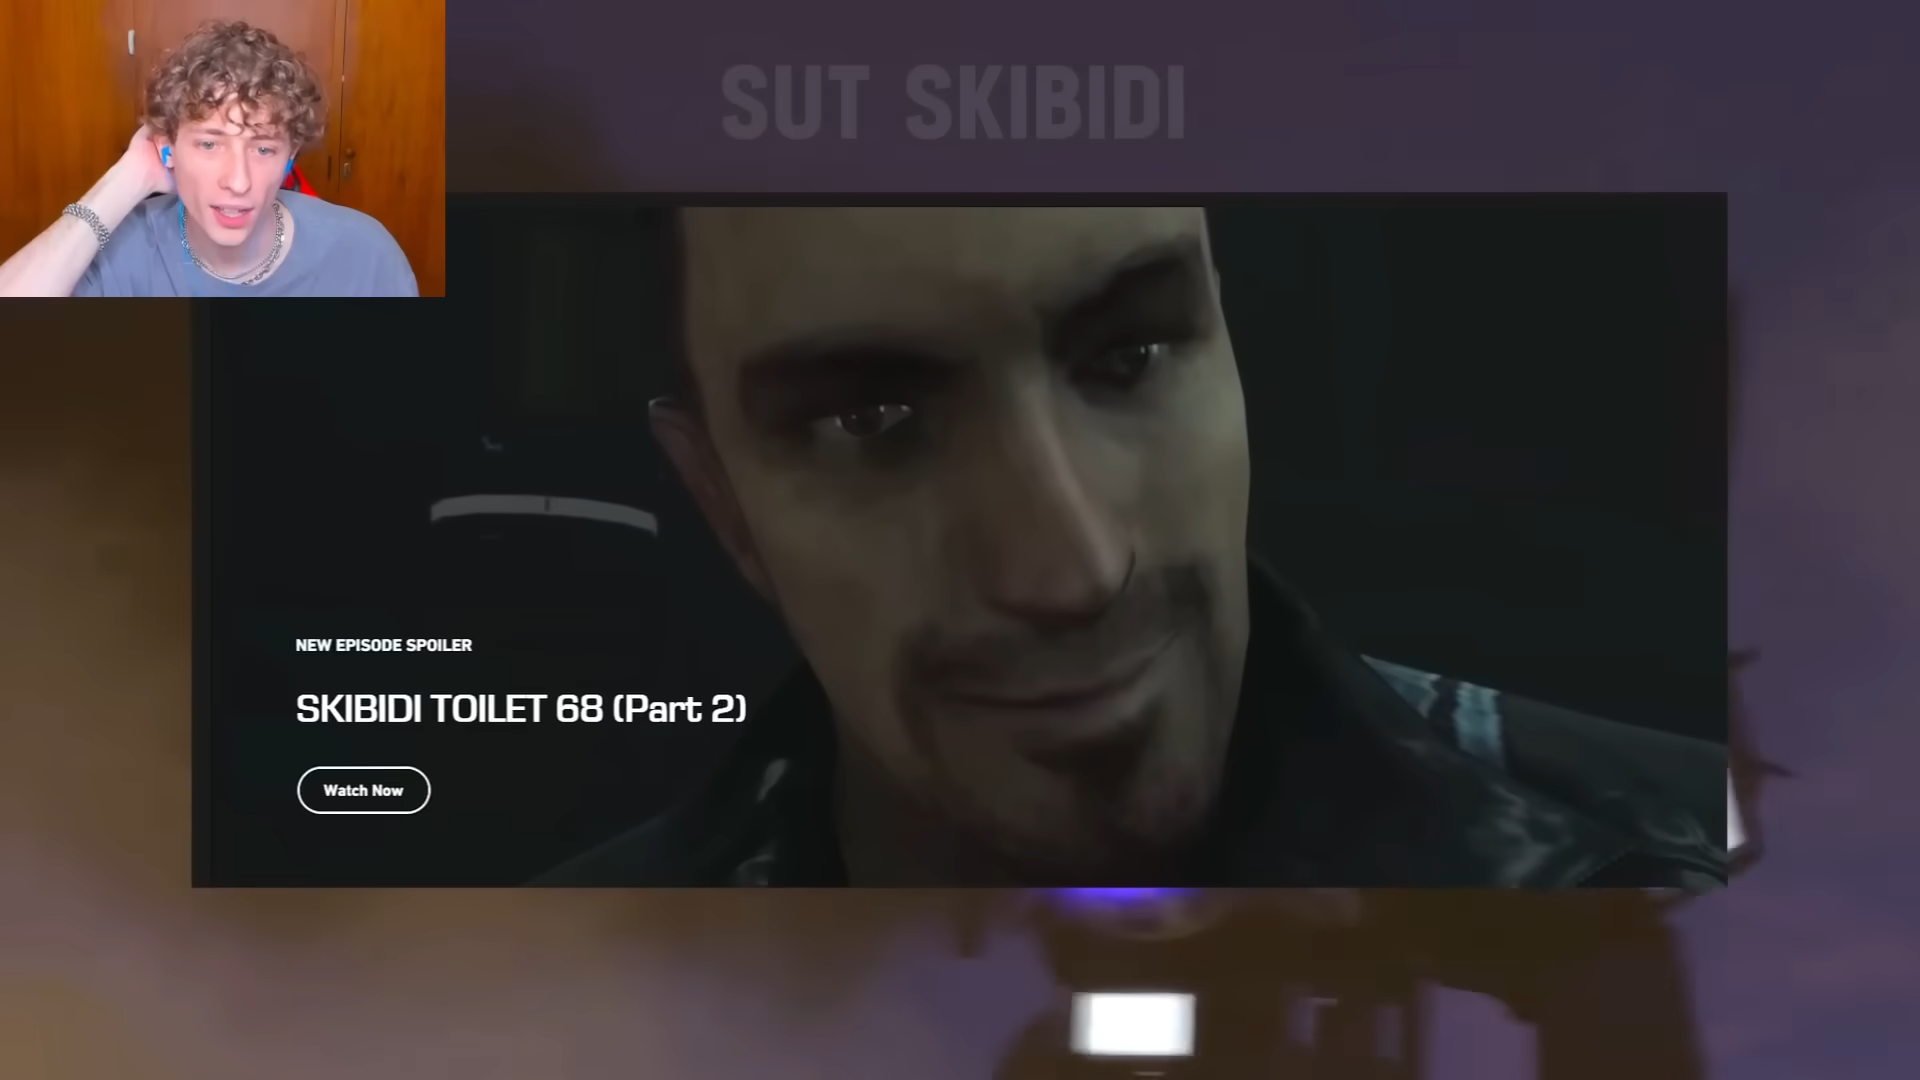 SUT SKIBIDI
NEW EPISODE SPOILER
SKIBIDI TOILET 68 (Part 2)
Watch Now